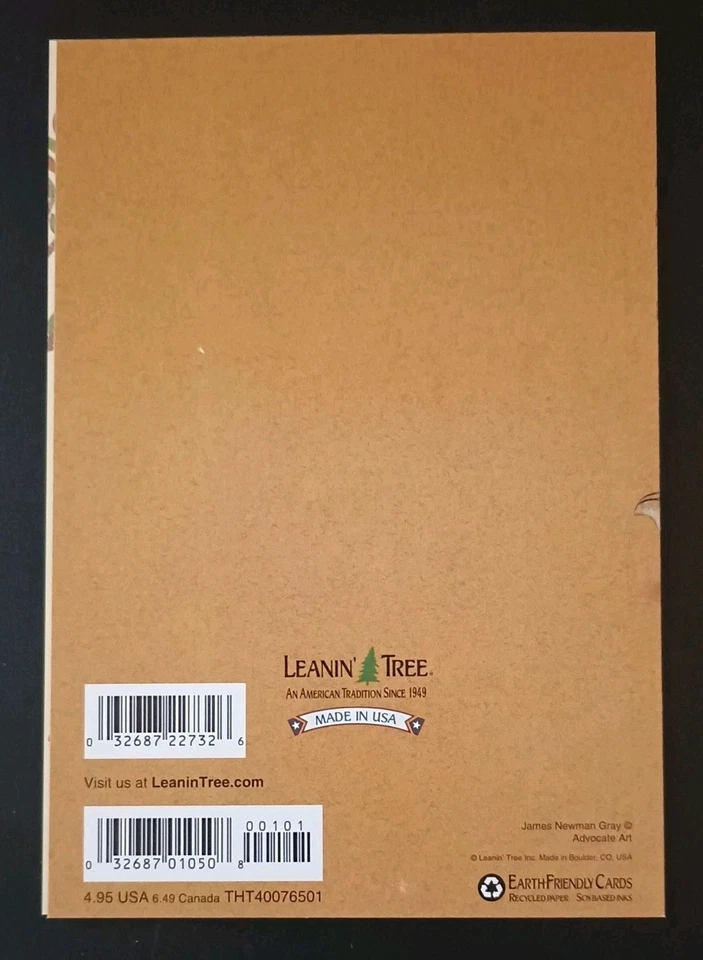 LEANIN' TREE®
AN AMERICAN TRADITION SINCE 1949
MADE IN USA
0 32687 22732 6
Visit us at LeaninTree.com
00101
0 32687 01050 8
4.95 USA 6.49 Canada THT40076501
James Newman Gray ©
Advocate Art
© Leanin' Tree Inc. Made in Boulder, CO, USA
EARTHFRIENDLY CARDS
RECYCLED PAPER SOY BASED INKS